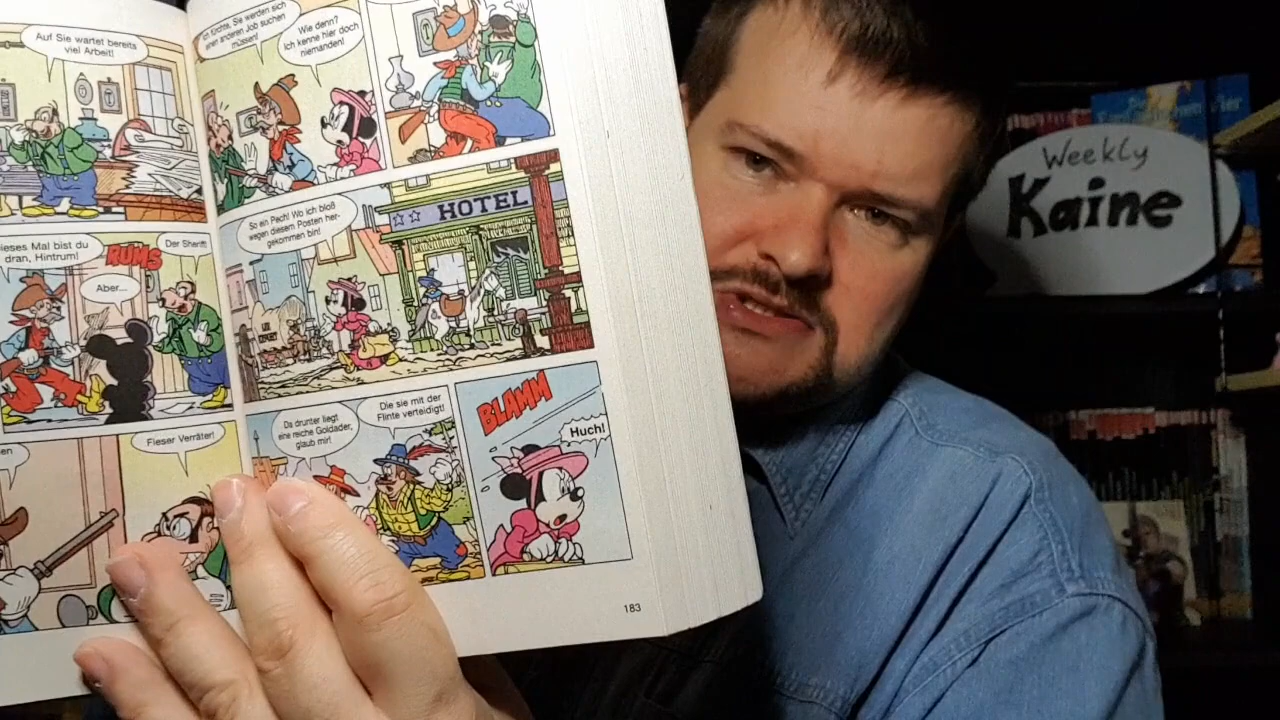 Auf Sie wartet bereits
viel Arbeit!
Ich fürchte, Sie werden sich
einen anderen Job suchen
müssen!
Wie denn?
Ich kenne hier doch
niemanden!
ieses Mal bist du
dran, Hintrum!
RUMS
Aber...
Der Sheriff!
So ein Pech! Wo ich bloß
wegen diesem Posten her-
gekommen bin!
HOTEL
en
Fieser Verräter!
Da drunter liegt
eine reiche Goldader,
glaub mir!
Die sie mit der
Flinte verteidigt!
BLAMM
Huch!
183
Weekly
Kaine